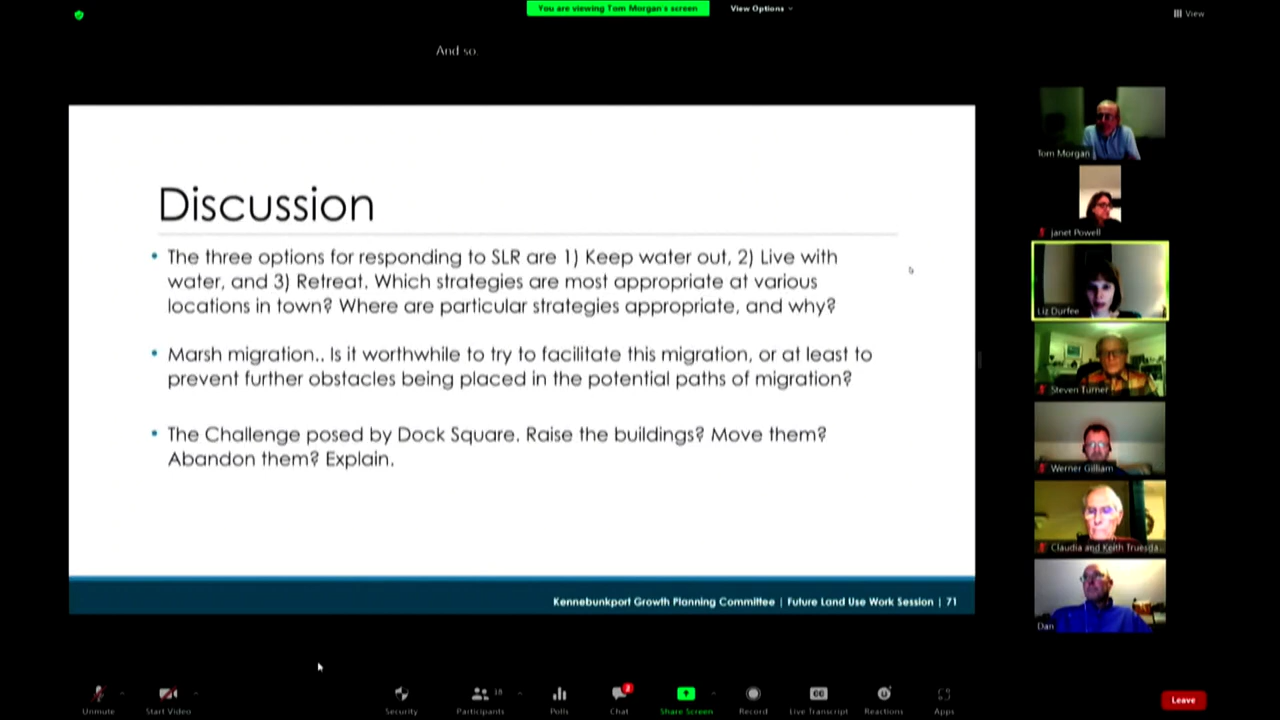 You are viewing Tom Morgan's screen
View Options
View
And so.
Discussion
• The three options for responding to SLR are 1) Keep water out, 2) Live with
water, and 3) Retreat. Which strategies are most appropriate at various
locations in town? Where are particular strategies appropriate, and why?
• Marsh migration.. Is it worthwhile to try to facilitate this migration, or at least to
prevent further obstacles being placed in the potential paths of migration?
• The Challenge posed by Dock Square. Raise the buildings? Move them?
Abandon them? Explain.
Kennebunkport Growth Planning Committee | Future Land Use Work Session | 71
Tom Morgan
Janet Powell
Liz Durfee
Steven Turner
Werner Gilliam
Claudia and Keith Truesda...
Dan
Unmute
Start Video
Security
Participants
18
Polls
Chat
Share Screen
Record
CC
Live Transcript
Reactions
Apps
Leave